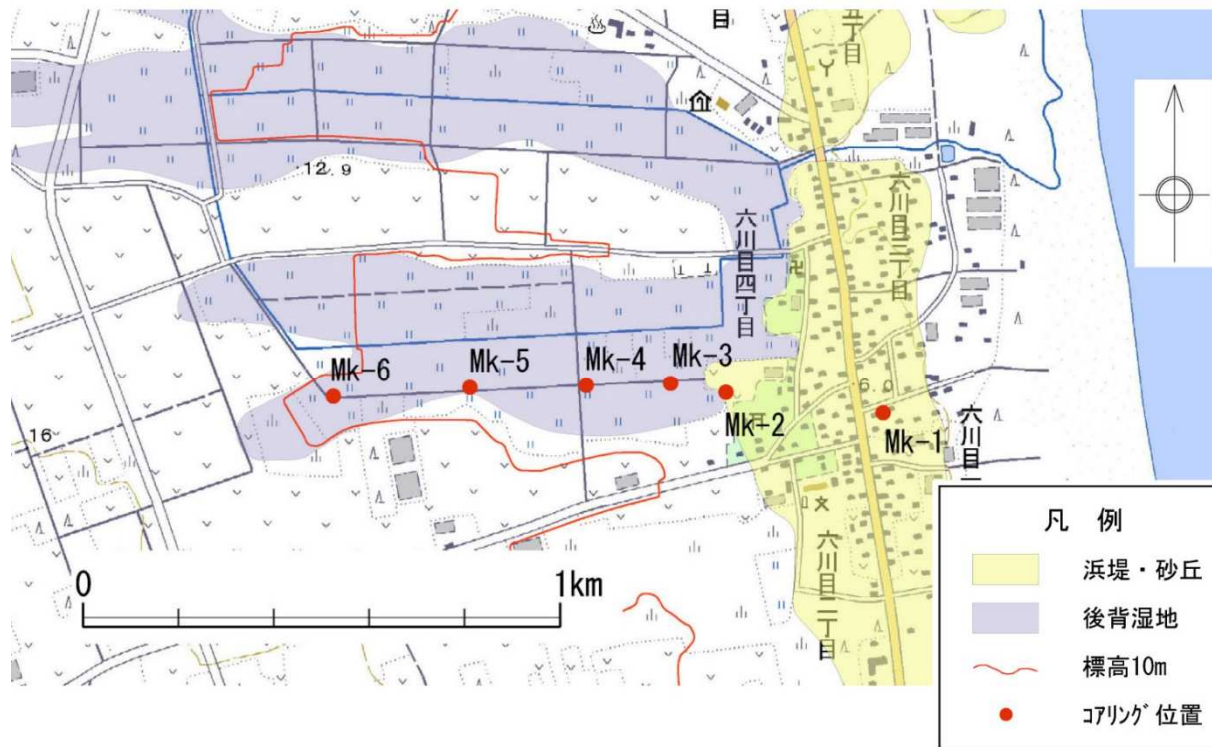 目
目
五丁目
12.9
六川目四丁目
六川目三丁目
Mk-6
Mk-5
Mk-4
Mk-3
Mk-2
6.0
Mk-1
16
六川目一
六川目二丁目
0
1km
凡 例
浜堤・砂丘
後背湿地
標高10m
コアリング位置